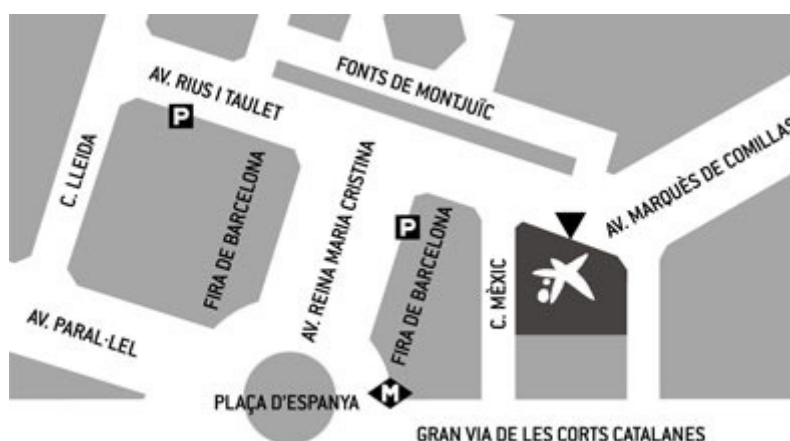 FONTS DE MONTJUÏC
AV. RIUS I TAULET
P
C. LLEIDA
FIRA DE BARCELONA
AV. REINA MARIA CRISTINA
P
FIRA DE BARCELONA
C. MÈXIC
AV. MARQUÈS DE COMILLAS
AV. PARAL·LEL
PLAÇA D'ESPANYA
M
GRAN VIA DE LES CORTS CATALANES